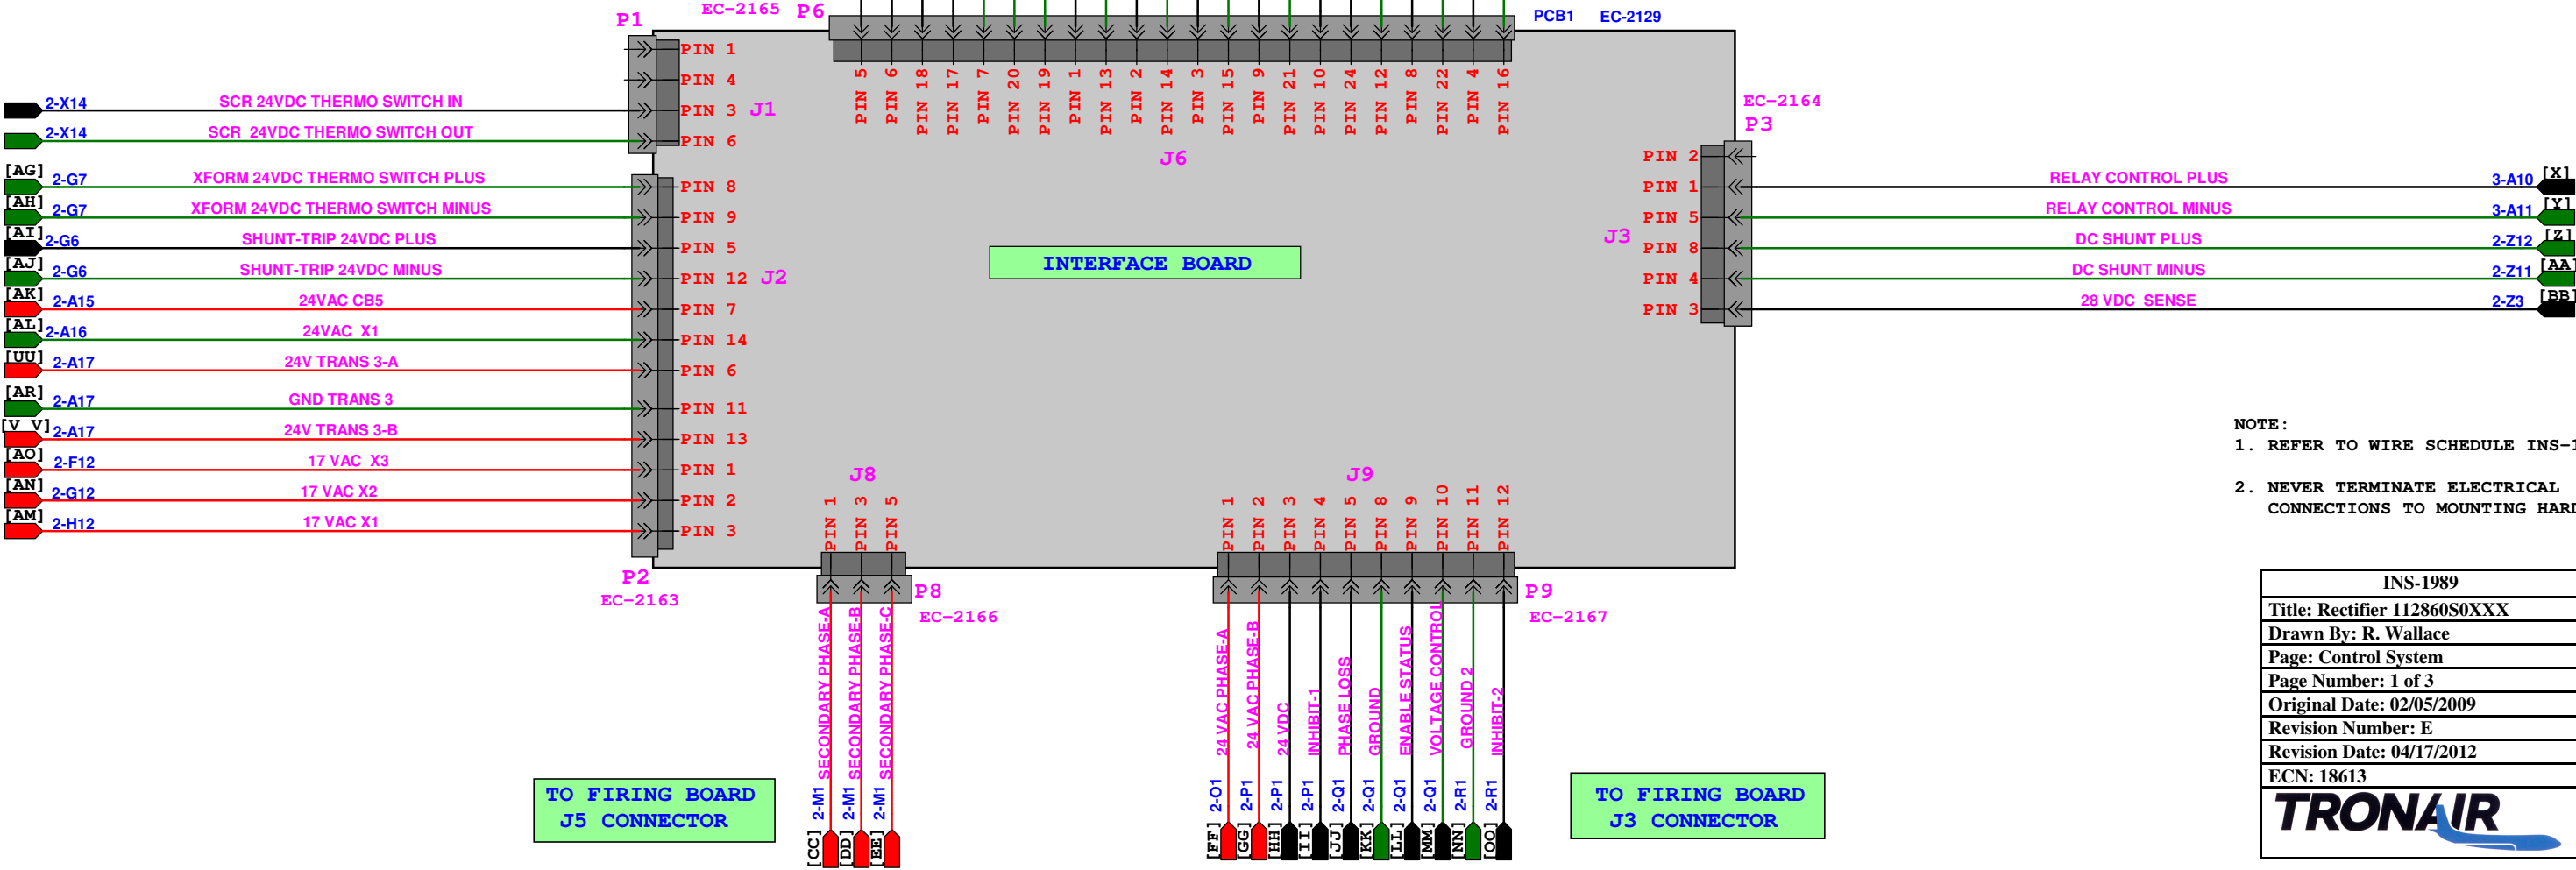 EC-2165 P6
PCB1 EC-2129
P1
PIN 1
PIN 4
2-X14 SCR 24VDC THERMO SWITCH IN PIN 3 J1
2-X14 SCR 24VDC THERMO SWITCH OUT PIN 6
PIN 5
PIN 6
PIN 18
PIN 17
PIN 7
PIN 20
PIN 19
PIN 1
PIN 13
PIN 2
PIN 14
PIN 3
PIN 15
PIN 9
PIN 21
PIN 10
PIN 24
PIN 12
PIN 8
PIN 22
PIN 4
PIN 16
J6
[AG] 2-G7 XFORM 24VDC THERMO SWITCH PLUS PIN 8
[AH] 2-G7 XFORM 24VDC THERMO SWITCH MINUS PIN 9
[AI] 2-G6 SHUNT-TRIP 24VDC PLUS PIN 5
[AJ] 2-G6 SHUNT-TRIP 24VDC MINUS PIN 12 J2
[AK] 2-A15 24VAC CB5 PIN 7
[AL] 2-A16 24VAC X1 PIN 14
[UU] 2-A17 24V TRANS 3-A PIN 6
[AR] 2-A17 GND TRANS 3 PIN 11
[V V] 2-A17 24V TRANS 3-B PIN 13
[AO] 2-F12 17 VAC X3 PIN 1
[AN] 2-G12 17 VAC X2 PIN 2
[AM] 2-H12 17 VAC X1 PIN 3
P2
EC-2163
INTERFACE BOARD
EC-2164
P3
PIN 2
PIN 1 RELAY CONTROL PLUS 3-A10 [X]
PIN 5 RELAY CONTROL MINUS 3-A11 [Y]
J3
PIN 8 DC SHUNT PLUS 2-Z12 [Z]
PIN 4 DC SHUNT MINUS 2-Z11 [AA]
PIN 3 28 VDC SENSE 2-Z3 [BB]
J8
PIN 1
PIN 3
PIN 5
P8
EC-2166
SECONDARY PHASE-A
SECONDARY PHASE-B
SECONDARY PHASE-C
2-M1
2-M1
2-M1
[CC]
[DD]
[EE]
TO FIRING BOARD
J5 CONNECTOR
J9
PIN 1
PIN 2
PIN 3
PIN 4
PIN 5
PIN 8
PIN 9
PIN 10
PIN 11
PIN 12
P9
EC-2167
24 VAC PHASE-A
24 VAC PHASE-B
24 VDC
INHIBIT-1
PHASE LOSS
GROUND
ENABLE STATUS
VOLTAGE CONTROL
GROUND 2
INHIBIT-2
2-O1
2-P1
2-P1
2-P1
2-Q1
2-Q1
2-Q1
2-Q1
2-R1
2-R1
[FF]
[GG]
[HH]
[II]
[JJ]
[KK]
[LL]
[MM]
[NN]
[OO]
TO FIRING BOARD
J3 CONNECTOR
NOTE:
1. REFER TO WIRE SCHEDULE INS-1
2. NEVER TERMINATE ELECTRICAL
CONNECTIONS TO MOUNTING HARD
INS-1989
Title: Rectifier 112860S0XXX
Drawn By: R. Wallace
Page: Control System
Page Number: 1 of 3
Original Date: 02/05/2009
Revision Number: E
Revision Date: 04/17/2012
ECN: 18613
TRONAIR